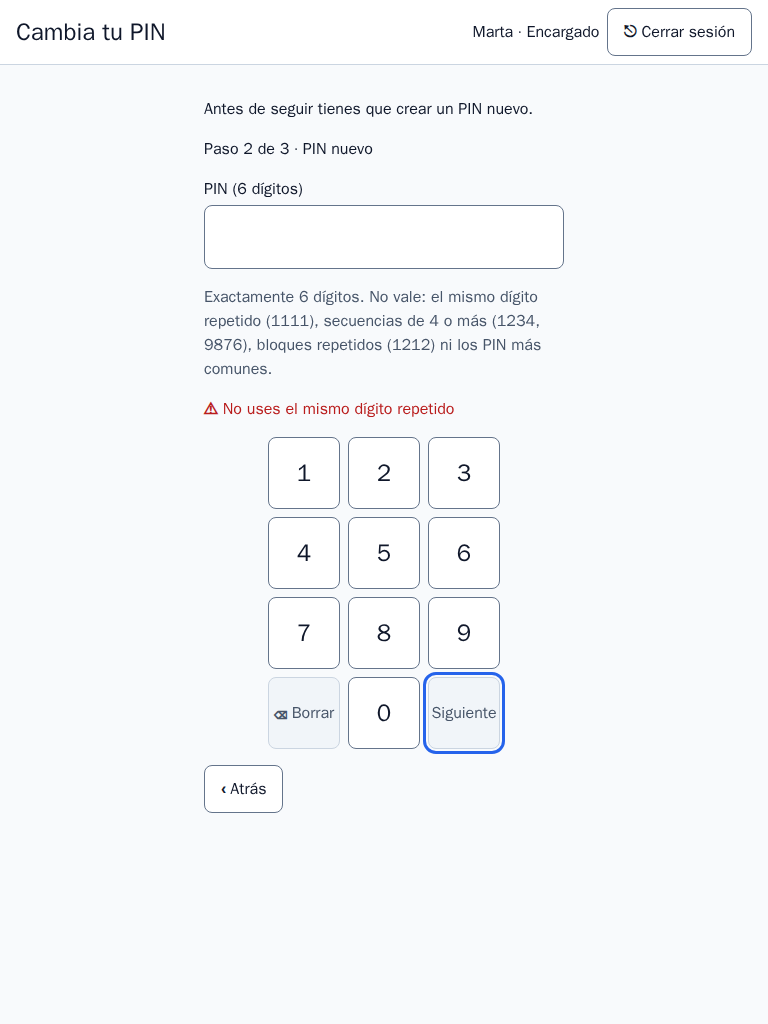 Cambia tu PIN
Marta · Encargado
Cerrar sesión
Antes de seguir tienes que crear un PIN nuevo.
Paso 2 de 3 · PIN nuevo
PIN (6 dígitos)
Exactamente 6 dígitos. No vale: el mismo dígito
repetido (1111), secuencias de 4 o más (1234,
9876), bloques repetidos (1212) ni los PIN más
comunes.
⚠ No uses el mismo dígito repetido
1 2 3
4 5 6
7 8 9
⌫ Borrar 0 Siguiente
‹ Atrás